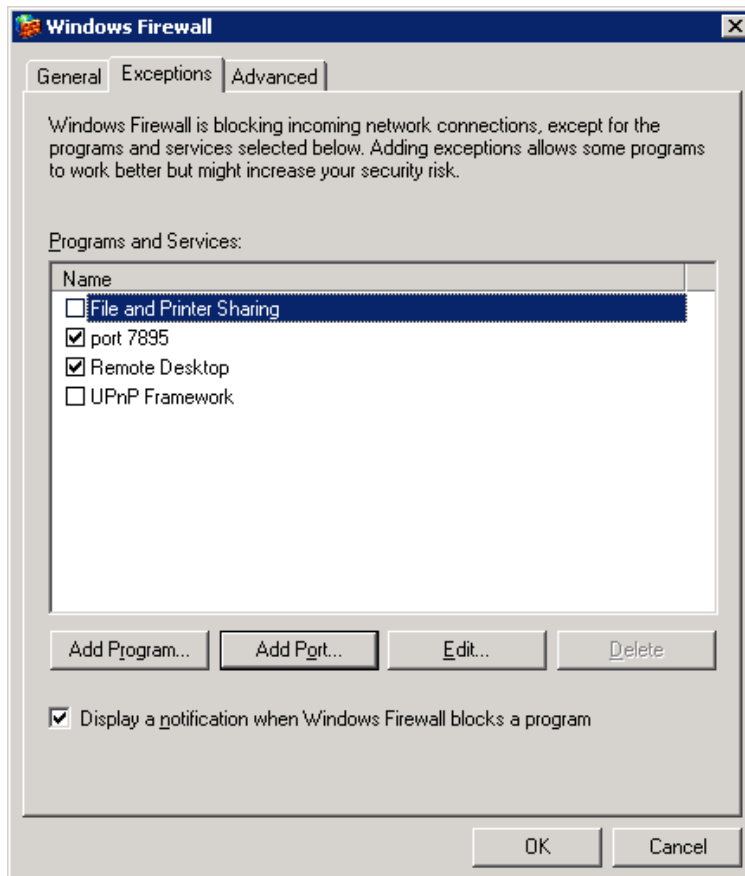 Windows Firewall
General Exceptions Advanced
Windows Firewall is blocking incoming network connections, except for the
programs and services selected below. Adding exceptions allows some programs
to work better but might increase your security risk.
Programs and Services:
Name
File and Printer Sharing
port 7895
Remote Desktop
UPnP Framework
Add Program... Add Port... Edit... Delete
Display a notification when Windows Firewall blocks a program
OK Cancel